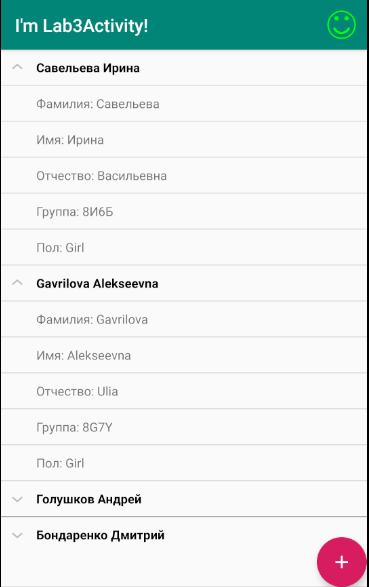 I'm Lab3Activity!
Савельева Ирина
Фамилия: Савельева
Имя: Ирина
Отчество: Васильевна
Группа: 8И6Б
Пол: Girl
Gavrilova Alekseevna
Фамилия: Gavrilova
Имя: Alekseevna
Отчество: Ulia
Группа: 8G7Y
Пол: Girl
Голушков Андрей
Бондаренко Дмитрий